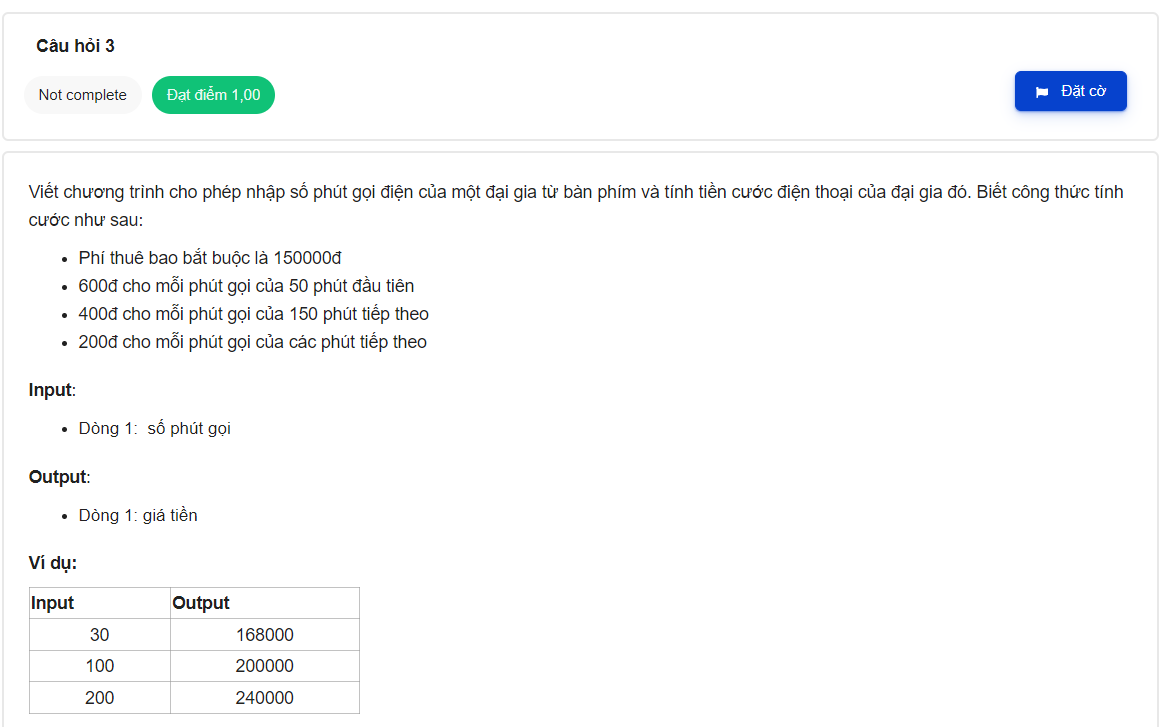 Câu hỏi 3
Not complete
Đạt điểm 1,00
Đặt cờ
Viết chương trình cho phép nhập số phút gọi điện của một đại gia từ bàn phím và tính tiền cước điện thoại của đại gia đó. Biết công thức tính
cước như sau:
• Phí thuê bao bắt buộc là 150000đ
• 600đ cho mỗi phút gọi của 50 phút đầu tiên
• 400đ cho mỗi phút gọi của 150 phút tiếp theo
• 200đ cho mỗi phút gọi của các phút tiếp theo
Input:
• Dòng 1: số phút gọi
Output:
• Dòng 1: giá tiền
Ví dụ:
Input Output
30 168000
100 200000
200 240000